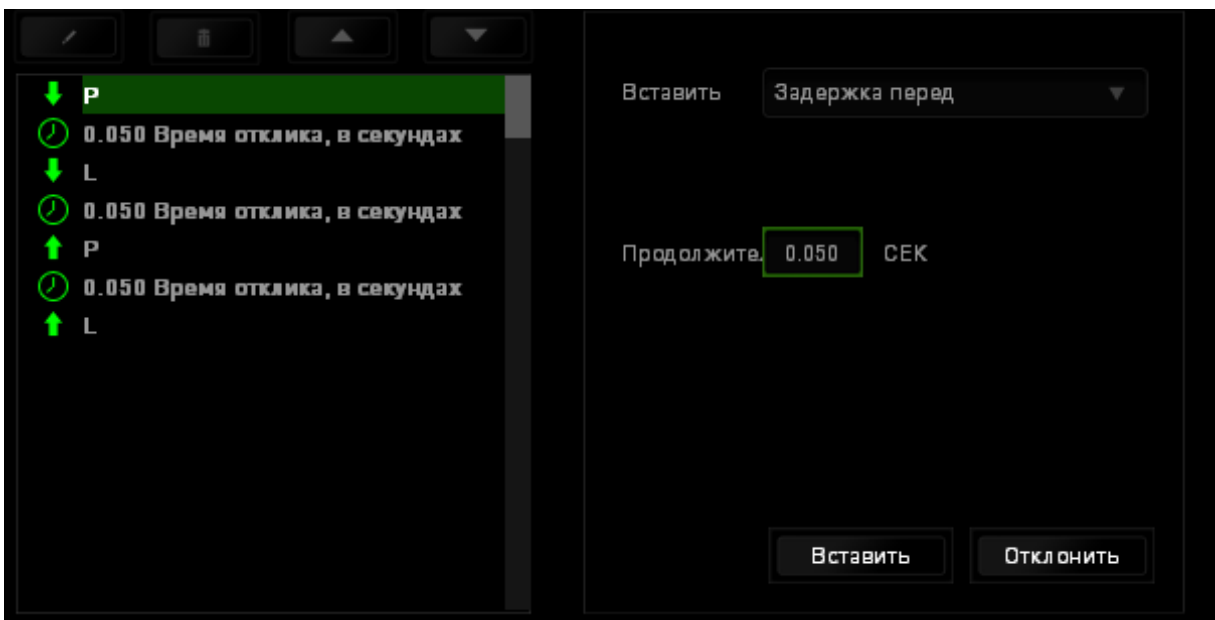 P
0.050 Время отклика, в секундах
L
0.050 Время отклика, в секундах
P
0.050 Время отклика, в секундах
L
Вставить Задержка перед
Продолжите. 0.050 СЕК
Вставить Отклонить